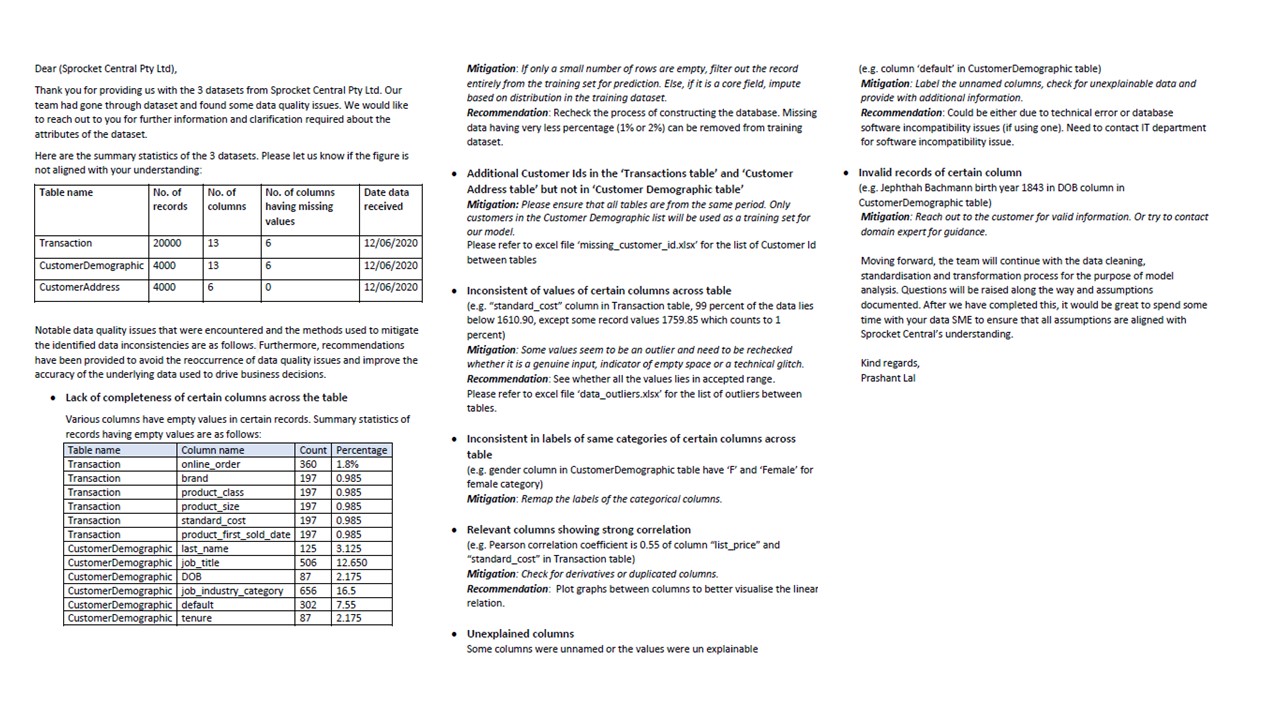 Dear (Sprocket Central Pty Ltd),
Thank you for providing us with the 3 datasets from Sprocket Central Pty Ltd. Our
team had gone through dataset and found some data quality issues. We would like
to reach out to you for further information and clarification required about the
attributes of the dataset.
Here are the summary statistics of the 3 datasets. Please let us know if the figure is
not aligned with your understanding:
Table name No. of records No. of columns No. of columns having missing values Date data received
Transaction 20000 13 6 12/06/2020
CustomerDemographic 4000 13 6 12/06/2020
CustomerAddress 4000 6 0 12/06/2020
Notable data quality issues that were encountered and the methods used to mitigate
the identified data inconsistencies are as follows. Furthermore, recommendations
have been provided to avoid the reoccurrence of data quality issues and improve the
accuracy of the underlying data used to drive business decisions.
• Lack of completeness of certain columns across the table
Various columns have empty values in certain records. Summary statistics of
records having empty values are as follows:
Table name Column name Count Percentage
Transaction online_order 360 1.8%
Transaction brand 197 0.985
Transaction product_class 197 0.985
Transaction product_size 197 0.985
Transaction standard_cost 197 0.985
Transaction product_first_sold_date 197 0.985
CustomerDemographic last_name 125 3.125
CustomerDemographic job_title 506 12.650
CustomerDemographic DOB 87 2.175
CustomerDemographic job_industry_category 656 16.5
CustomerDemographic default 302 7.55
CustomerDemographic tenure 87 2.175
Mitigation: If only a small number of rows are empty, filter out the record
entirely from the training set for prediction. Else, if it is a core field, impute
based on distribution in the training dataset.
Recommendation: Recheck the process of constructing the database. Missing
data having very less percentage (1% or 2%) can be removed from training
dataset.
• Additional Customer Ids in the ‘Transactions table’ and ‘Customer
Address table’ but not in ‘Customer Demographic table’
Mitigation: Please ensure that all tables are from the same period. Only
customers in the Customer Demographic list will be used as a training set for
our model.
Please refer to excel file ‘missing_customer_id.xlsx’ for the list of Customer Id
between tables
• Inconsistent of values of certain columns across table
(e.g. “standard_cost” column in Transaction table, 99 percent of the data lies
below 1610.90, except some record values 1759.85 which counts to 1
percent)
Mitigation: Some values seem to be an outlier and need to be rechecked
whether it is a genuine input, indicator of empty space or a technical glitch.
Recommendation: See whether all the values lies in accepted range.
Please refer to excel file ‘data_outliers.xlsx’ for the list of outliers between
tables.
• Inconsistent in labels of same categories of certain columns across
table
(e.g. gender column in CustomerDemographic table have ‘F’ and ‘Female’ for
female category)
Mitigation: Remap the labels of the categorical columns.
• Relevant columns showing strong correlation
(e.g. Pearson correlation coefficient is 0.55 of column “list_price” and
“standard_cost” in Transaction table)
Mitigation: Check for derivatives or duplicated columns.
Recommendation: Plot graphs between columns to better visualise the linear
relation.
• Unexplained columns
Some columns were unnamed or the values were un explainable
(e.g. column ‘default’ in CustomerDemographic table)
Mitigation: Label the unnamed columns, check for unexplainable data and
provide with additional information.
Recommendation: Could be either due to technical error or database
software incompatibility issues (if using one). Need to contact IT department
for software incompatibility issue.
• Invalid records of certain column
(e.g. Jephthah Bachmann birth year 1843 in DOB column in
CustomerDemographic table)
Mitigation: Reach out to the customer for valid information. Or try to contact
domain expert for guidance.
Moving forward, the team will continue with the data cleaning,
standardisation and transformation process for the purpose of model
analysis. Questions will be raised along the way and assumptions
documented. After we have completed this, it would be great to spend some
time with your data SME to ensure that all assumptions are aligned with
Sprocket Central’s understanding.
Kind regards,
Prashant Lal